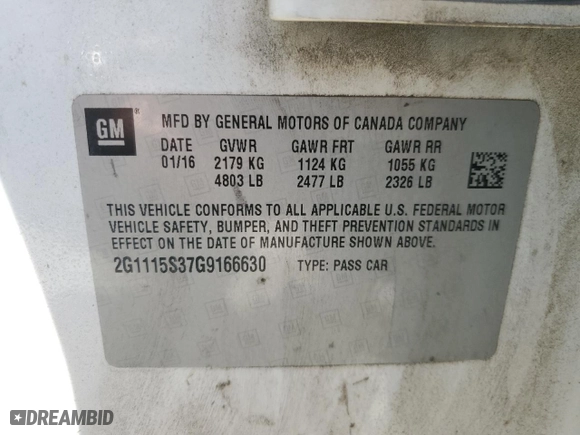 GM ®
MFD BY GENERAL MOTORS OF CANADA COMPANY
DATE GVWR GAWR FRT GAWR RR
01/16 2179 KG 1124 KG 1055 KG
4803 LB 2477 LB 2326 LB
THIS VEHICLE CONFORMS TO ALL APPLICABLE U.S. FEDERAL MOTOR
VEHICLE SAFETY, BUMPER, AND THEFT PREVENTION STANDARDS IN
EFFECT ON THE DATE OF MANUFACTURE SHOWN ABOVE.
2G1115S37G9166630 TYPE: PASS CAR
DREAMBID